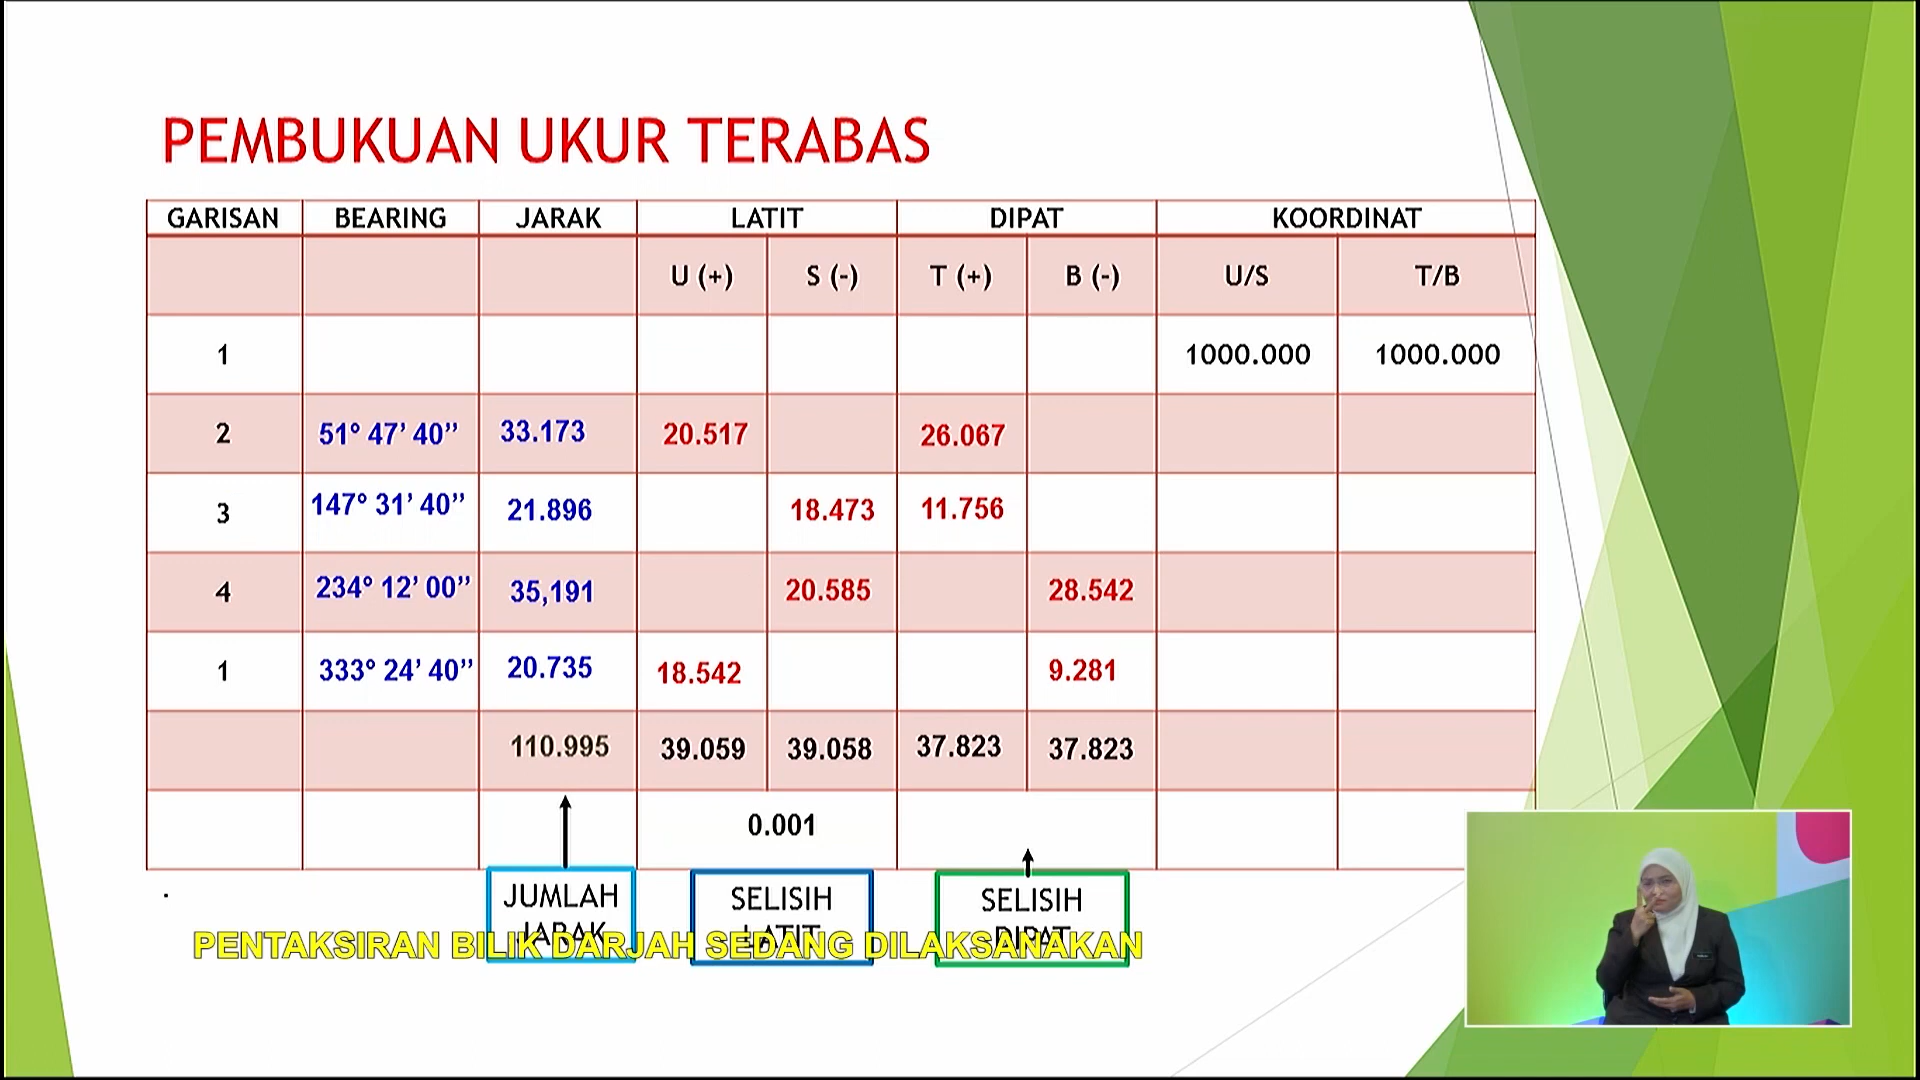 PEMBUKUAN UKUR TERABAS
GARISAN BEARING JARAK LATIT DIPAT KOORDINAT
U (+) S (-) T (+) B (-) U/S T/B
1 1000.000 1000.000
2 51° 47’ 40” 33.173 20.517 26.067
3 147° 31’ 40” 21.896 18.473 11.756
4 234° 12’ 00” 35,191 20.585 28.542
1 333° 24’ 40” 20.735 18.542 9.281
110.995 39.059 39.058 37.823 37.823
0.001
.
JUMLAH SELISIH SELISIH
JARAK LATIT DIPAT
PENTAKSIRAN BILIK DARJAH SEDANG DILAKSANAKAN